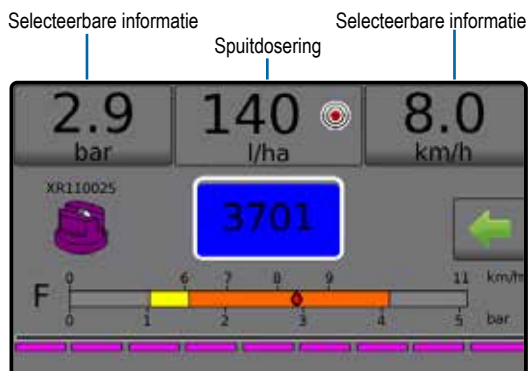 Selecteerbare informatie Selecteerbare informatie
Spuitdosering
2.9 140 8.0
bar l/ha km/h
XR110025
3701
0 6 7 8 9 11 km/h
F
0 1 2 3 4 5 bar